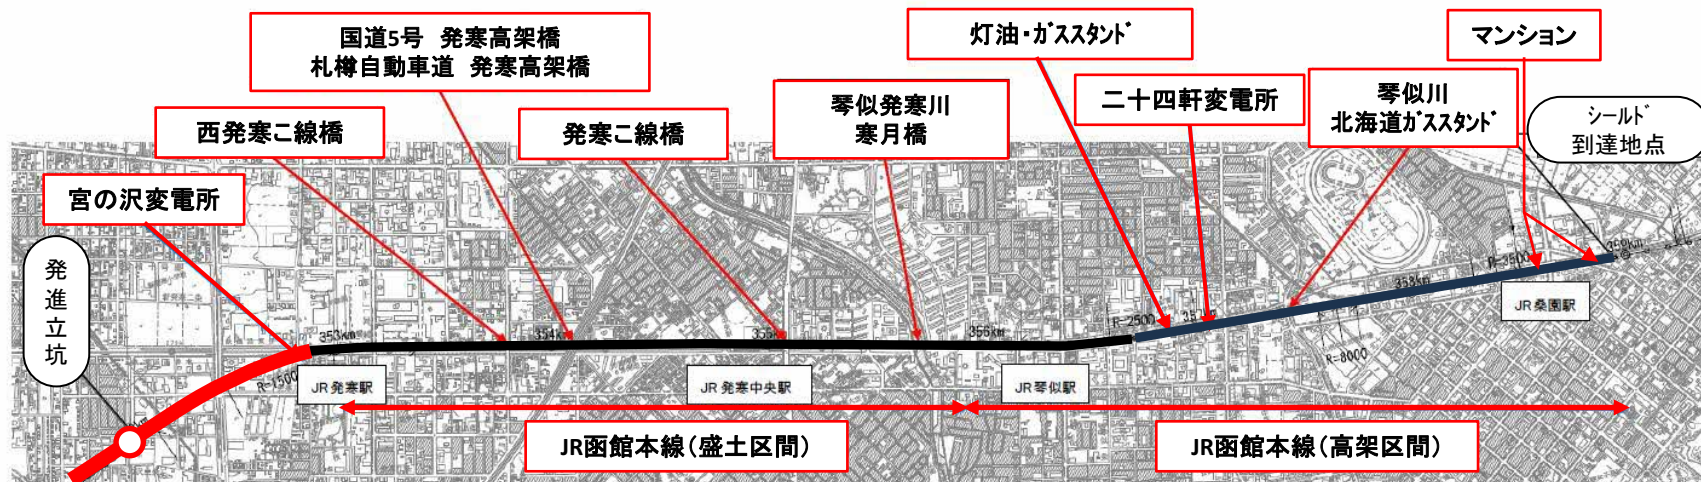 国道5号　発寒高架橋
札樽自動車道　発寒高架橋
灯油・ガススタンド
マンション
西発寒こ線橋
発寒こ線橋
琴似発寒川
寒月橋
二十四軒変電所
琴似川
北海道ガススタンド
シールド
到達地点
宮の沢変電所
発進立坑
353km
354k
356km
358km
R=1500
R=2500
R=8000
R=3500
JR発寒駅
JR発寒中央駅
JR琴似駅
JR桑園駅
JR函館本線（盛土区間）
JR函館本線（高架区間）